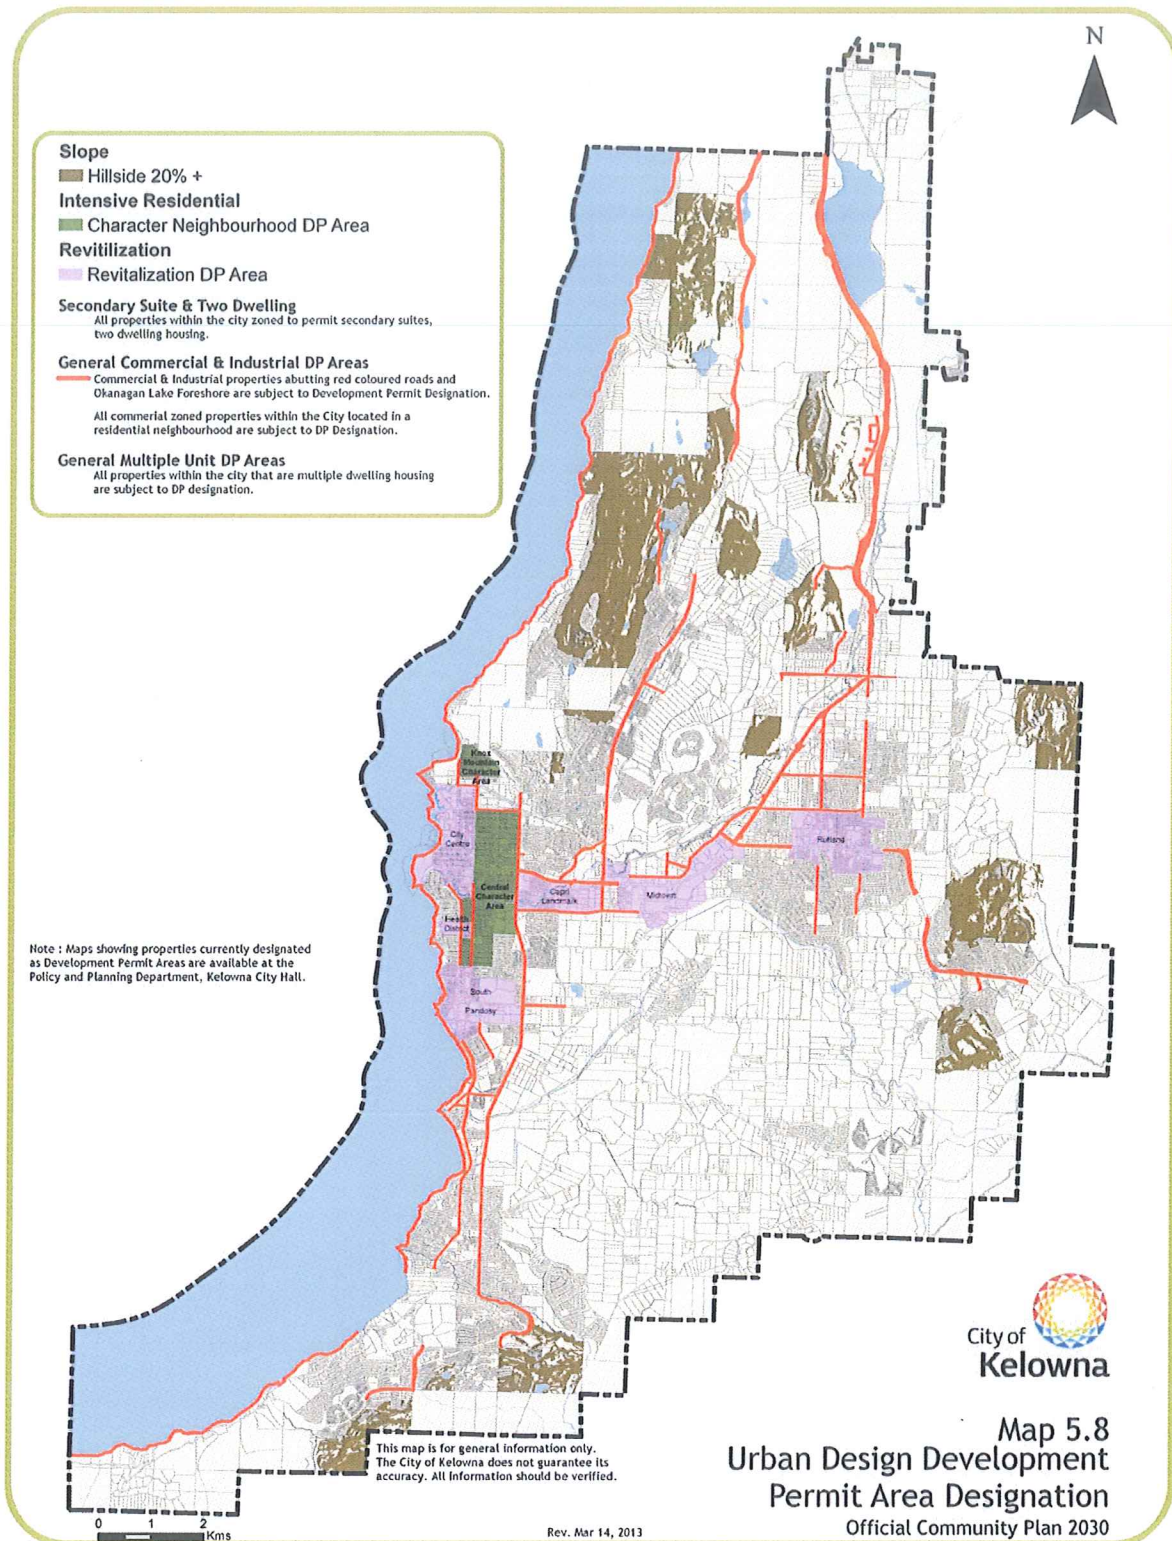 N
Slope
Hillside 20% +
Intensive Residential
Character Neighbourhood DP Area
Revitilization
Revitalization DP Area
Secondary Suite & Two Dwelling
All properties within the city zoned to permit secondary suites,
two dwelling housing.
General Commercial & Industrial DP Areas
Commercial & Industrial properties abutting red coloured roads and
Okanagan Lake Foreshore are subject to Development Permit Designation.
All commerial zoned properties within the City located in a
residential neighbourhood are subject to DP Designation.
General Multiple Unit DP Areas
All properties within the city that are multiple dwelling housing
are subject to DP designation.
Knox
Mountain
Character
Area
City
Centre
Central
Character
Area
Health
District
Capri
Landmark
Midtown
Rutland
South
Pandosy
Note : Maps showing properties currently designated
as Development Permit Areas are available at the
Policy and Planning Department, Kelowna City Hall.
City of
Kelowna
Map 5.8
Urban Design Development
Permit Area Designation
Official Community Plan 2030
This map is for general information only.
The City of Kelowna does not guarantee its
accuracy. All information should be verified.
0 1 2
Kms
Rev. Mar 14, 2013